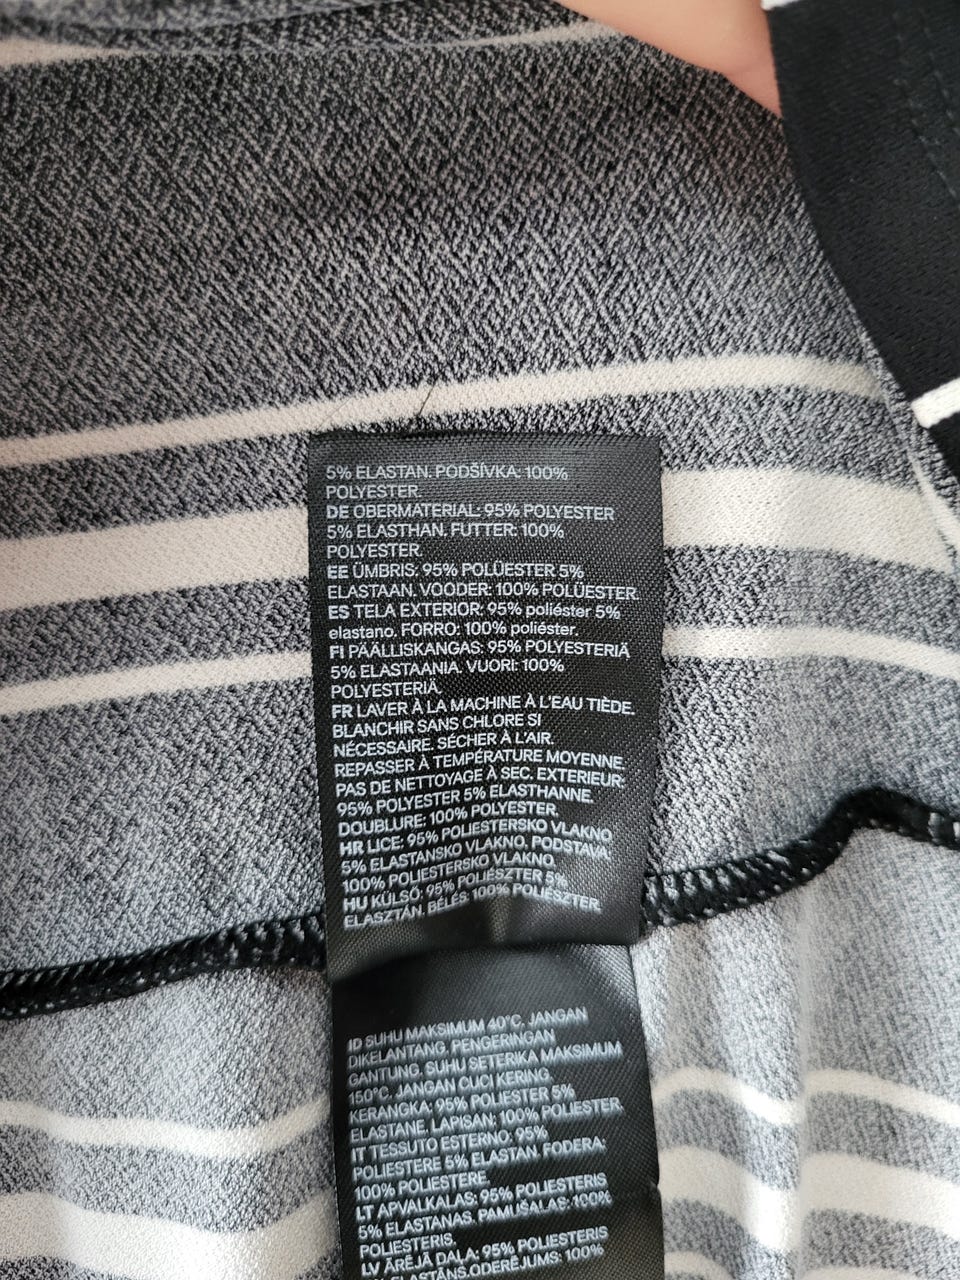 5% ELASTAN. PODŠÍVKA: 100%
POLYESTER.
DE OBERMATERIAL: 95% POLYESTER
5% ELASTHAN. FUTTER: 100%
POLYESTER.
EE ÜMBRIS: 95% POLÜESTER 5%
ELASTAAN. VOODER: 100% POLÜESTER.
ES TELA EXTERIOR: 95% poliéster 5%
elastano. FORRO: 100% poliéster.
FI PÄÄLLISKANGAS: 95% POLYESTERIÄ
5% ELASTAANIA. VUORI: 100%
POLYESTERIÄ.
FR LAVER À LA MACHINE À L'EAU TIÈDE.
BLANCHIR SANS CHLORE SI
NÉCESSAIRE. SÉCHER À L'AIR.
REPASSER À TEMPÉRATURE MOYENNE.
PAS DE NETTOYAGE À SEC. EXTERIEUR:
95% POLYESTER 5% ELASTHANNE.
DOUBLURE: 100% POLYESTER.
HR LICE: 95% POLIESTERSKO VLAKNO
5% ELASTANSKO VLAKNO. PODSTAVA:
100% POLIESTERSKO VLAKNO.
HU KÜLSŐ: 95% POLIÉSZTER 5%
ELASZTÁN. BÉLÉS: 100% POLIÉSZTER.
ID SUHU MAKSIMUM 40°C. JANGAN
DIKELANTANG. PENGERINGAN
GANTUNG. SUHU SETERIKA MAKSIMUM
150°C. JANGAN CUCI KERING.
KERANGKA: 95% POLIESTER 5%
ELASTANE. LAPISAN: 100% POLIESTER.
IT TESSUTO ESTERNO: 95%
POLIESTERE 5% ELASTAN. FODERA:
100% POLIESTERE.
LT APVALKALAS: 95% POLIESTERIS
5% ELASTANAS. PAMUŠALAS: 100%
POLIESTERIS.
LV ĀRĒJĀ DAĻA: 95% POLIESTERIS
ELASTĀNS. ODERĒJUMS: 100%